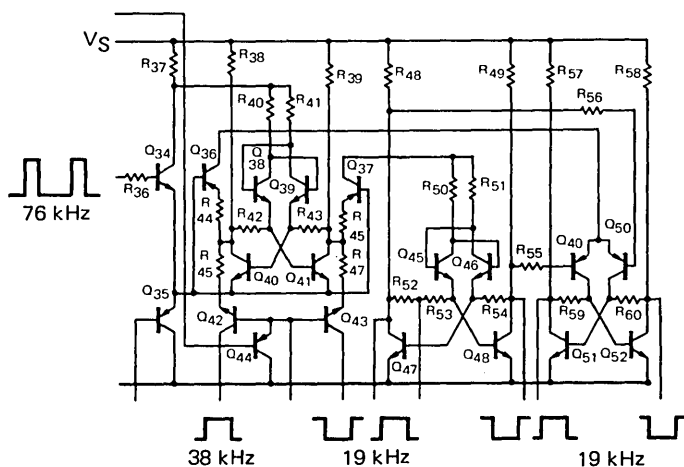 VS
R37
R38
R39
R48
R49
R57
R58
R40
R41
R56
Q34
Q36
Q
38
Q39
Q37
R50
R51
R36
R
44
R42
R43
R
45
Q45
Q46
Q40
Q50
76 kHz
R
45
Q40
Q41
R
47
R52
R53
R54
R55
R59
R60
Q35
Q42
Q43
Q44
Q47
Q48
Q51
Q52
38 kHz
19 kHz
19 kHz